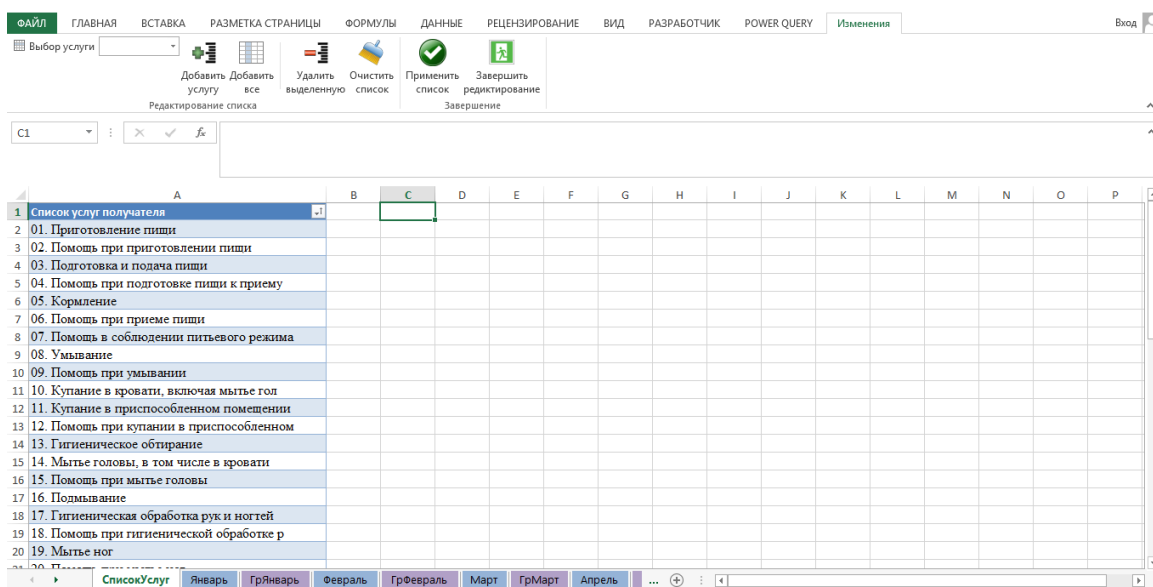 ФАЙЛ ГЛАВНАЯ ВСТАВКА РАЗМЕТКА СТРАНИЦЫ ФОРМУЛЫ ДАННЫЕ РЕЦЕНЗИРОВАНИЕ ВИД РАЗРАБОТЧИК POWER QUERY Изменения Вход
Выбор услуги
Добавить Добавить Удалить Очистить Применить Завершить
услугу все выделенную список список редиктирование
Редактирование списка Завершение
C1 fx
A B C D E F G H I J K L M N O P
1 Список услуг получателя
2 01. Приготовление пищи
3 02. Помощь при приготовлении пищи
4 03. Подготовка и подача пищи
5 04. Помощь при подготовке пищи к приему
6 05. Кормление
7 06. Помощь при приеме пищи
8 07. Помощь в соблюдении питьевого режима
9 08. Умывание
10 09. Помощь при умывании
11 10. Купание в кровати, включая мытье гол
12 11. Купание в приспособленном помещении
13 12. Помощь при купании в приспособленном
14 13. Гигиеническое обтирание
15 14. Мытье головы, в том числе в кровати
16 15. Помощь при мытье головы
17 16. Подмывание
18 17. Гигиеническая обработка рук и ногтей
19 18. Помощь при гигиенической обработке р
20 19. Мытье ног
СписокУслуг Январь ГрЯнварь Февраль ГрФевраль Март ГрМарт Апрель ...